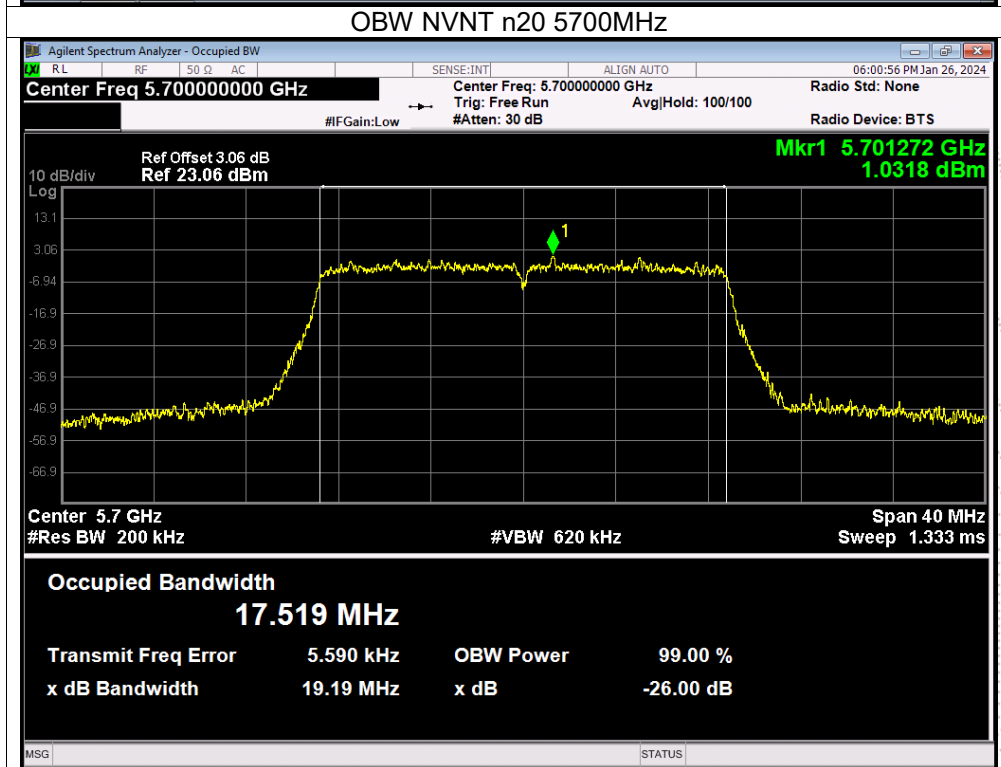 OBW NVNT n20 5700MHz
Agilent Spectrum Analyzer - Occupied BW
LXI RL RF 50 Ω AC SENSE:INT ALIGN AUTO 06:00:56 PM Jan 26, 2024
Center Freq 5.700000000 GHz Center Freq: 5.700000000 GHz Radio Std: None
Trig: Free Run Avg|Hold: 100/100
#IFGain:Low #Atten: 30 dB Radio Device: BTS
Mkr1 5.701272 GHz
1.0318 dBm
Ref Offset 3.06 dB
10 dB/div Ref 23.06 dBm
Log
13.1
1
3.06
-6.94
-16.9
-26.9
-36.9
-46.9
-56.9
-66.9
Center 5.7 GHz Span 40 MHz
#Res BW 200 kHz #VBW 620 kHz Sweep 1.333 ms
Occupied Bandwidth
17.519 MHz
Transmit Freq Error 5.590 kHz OBW Power 99.00 %
x dB Bandwidth 19.19 MHz x dB -26.00 dB
MSG STATUS